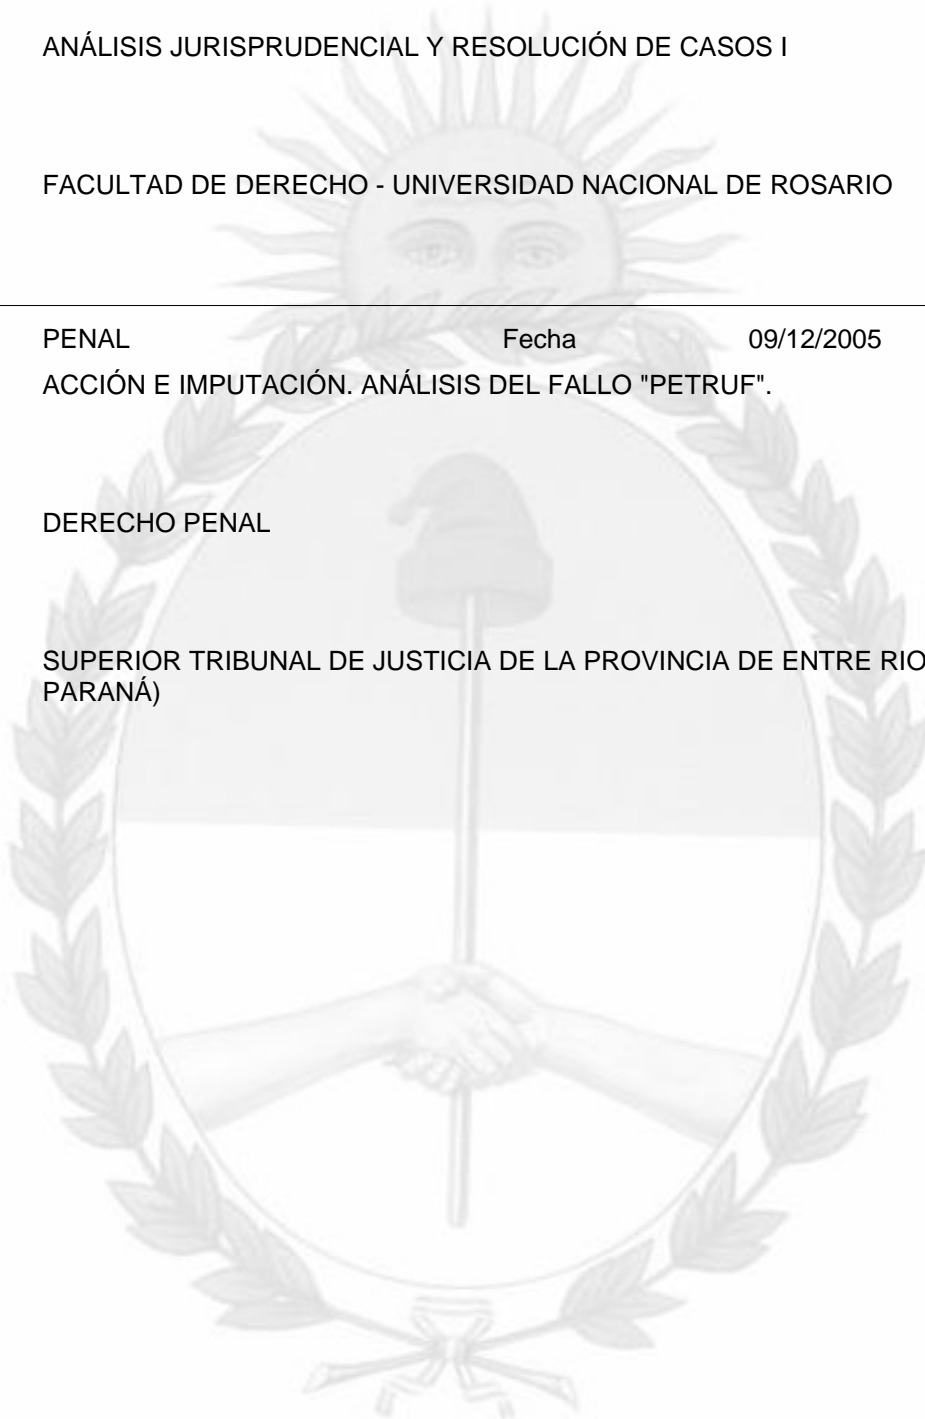 ANÁLISIS JURISPRUDENCIAL Y RESOLUCIÓN DE CASOS I
FACULTAD DE DERECHO - UNIVERSIDAD NACIONAL DE ROSARIO
PENAL Fecha 09/12/2005
ACCIÓN E IMPUTACIÓN. ANÁLISIS DEL FALLO "PETRUF".
DERECHO PENAL
SUPERIOR TRIBUNAL DE JUSTICIA DE LA PROVINCIA DE ENTRE RIO
PARANÁ)